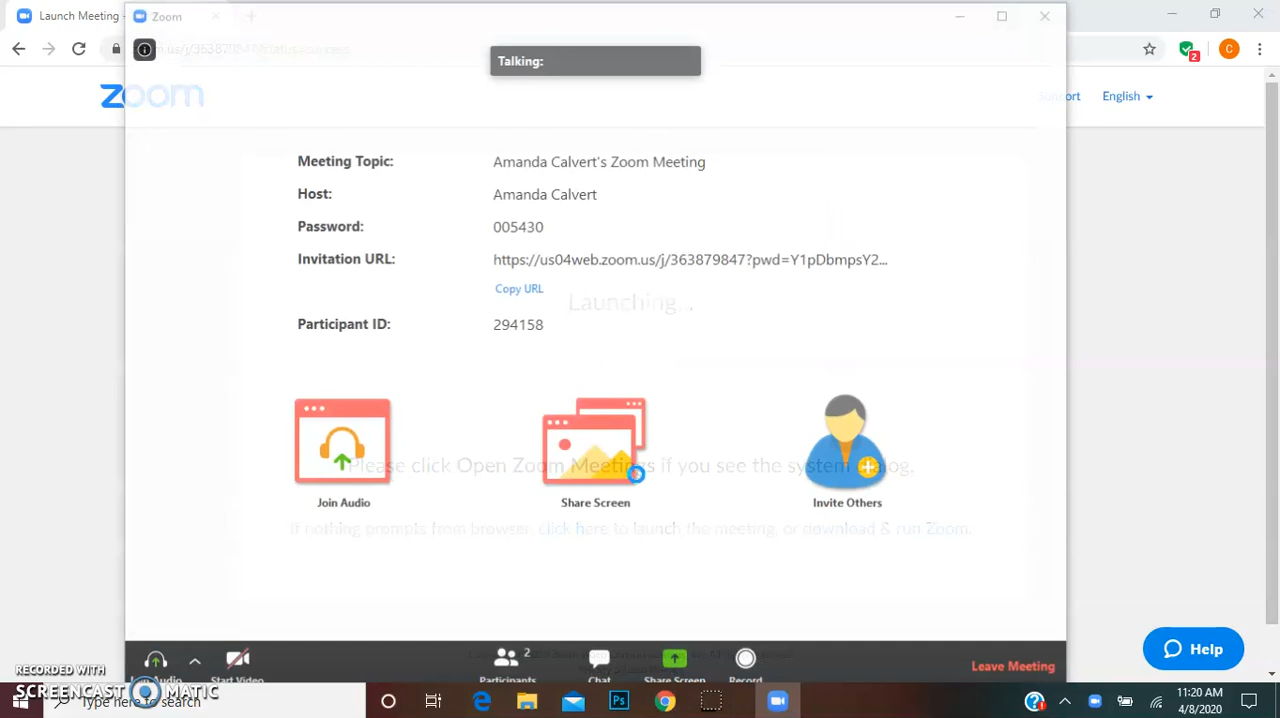 Launch Meeting -
Zoom
Talking:
zoom
Support
English
Meeting Topic:
Amanda Calvert's Zoom Meeting
Host:
Amanda Calvert
Password:
005430
Invitation URL:
https://us04web.zoom.us/j/363879847?pwd=Y1pDbmpsY2...
Copy URL
Launching...
Participant ID:
294158
Please click Open Zoom Meetings if you see the system dialog.
Join Audio
Share Screen
Invite Others
If nothing prompts from browser, click here to launch the meeting, or download & run Zoom.
Help
Join Audio
Start Video
2
Participants
Chat
Share Screen
Record
Leave Meeting
RECORDED WITH
SCREENCAST MATIC
Type here to search
11:20 AM
4/8/2020
C
2